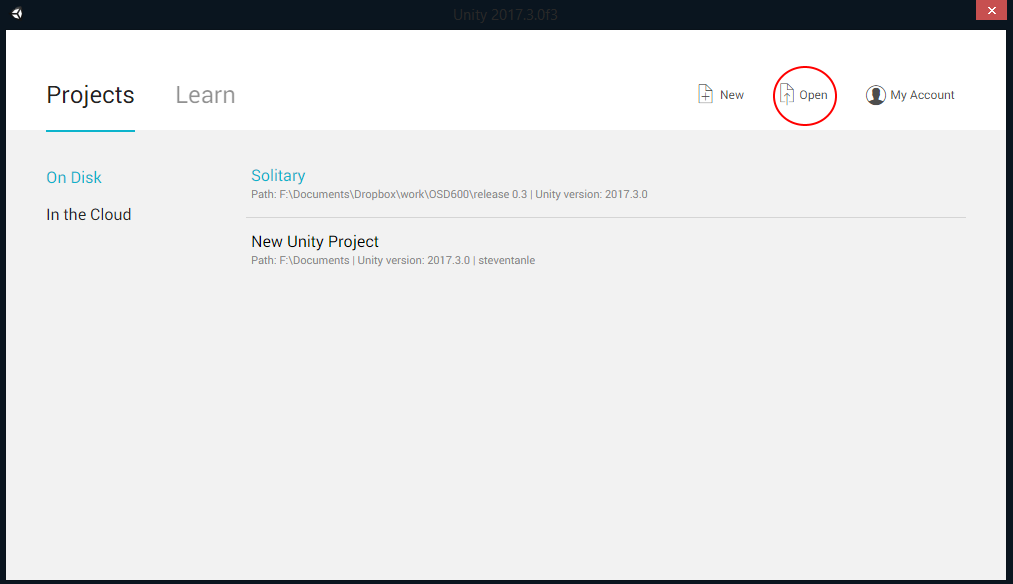 Unity 2017.3.0f3
Projects
Learn
New
Open
My Account
On Disk
In the Cloud
Solitary
Path: F:\Documents\Dropbox\work\OSD600\release 0.3 | Unity version: 2017.3.0
New Unity Project
Path: F:\Documents | Unity version: 2017.3.0 | steventanle